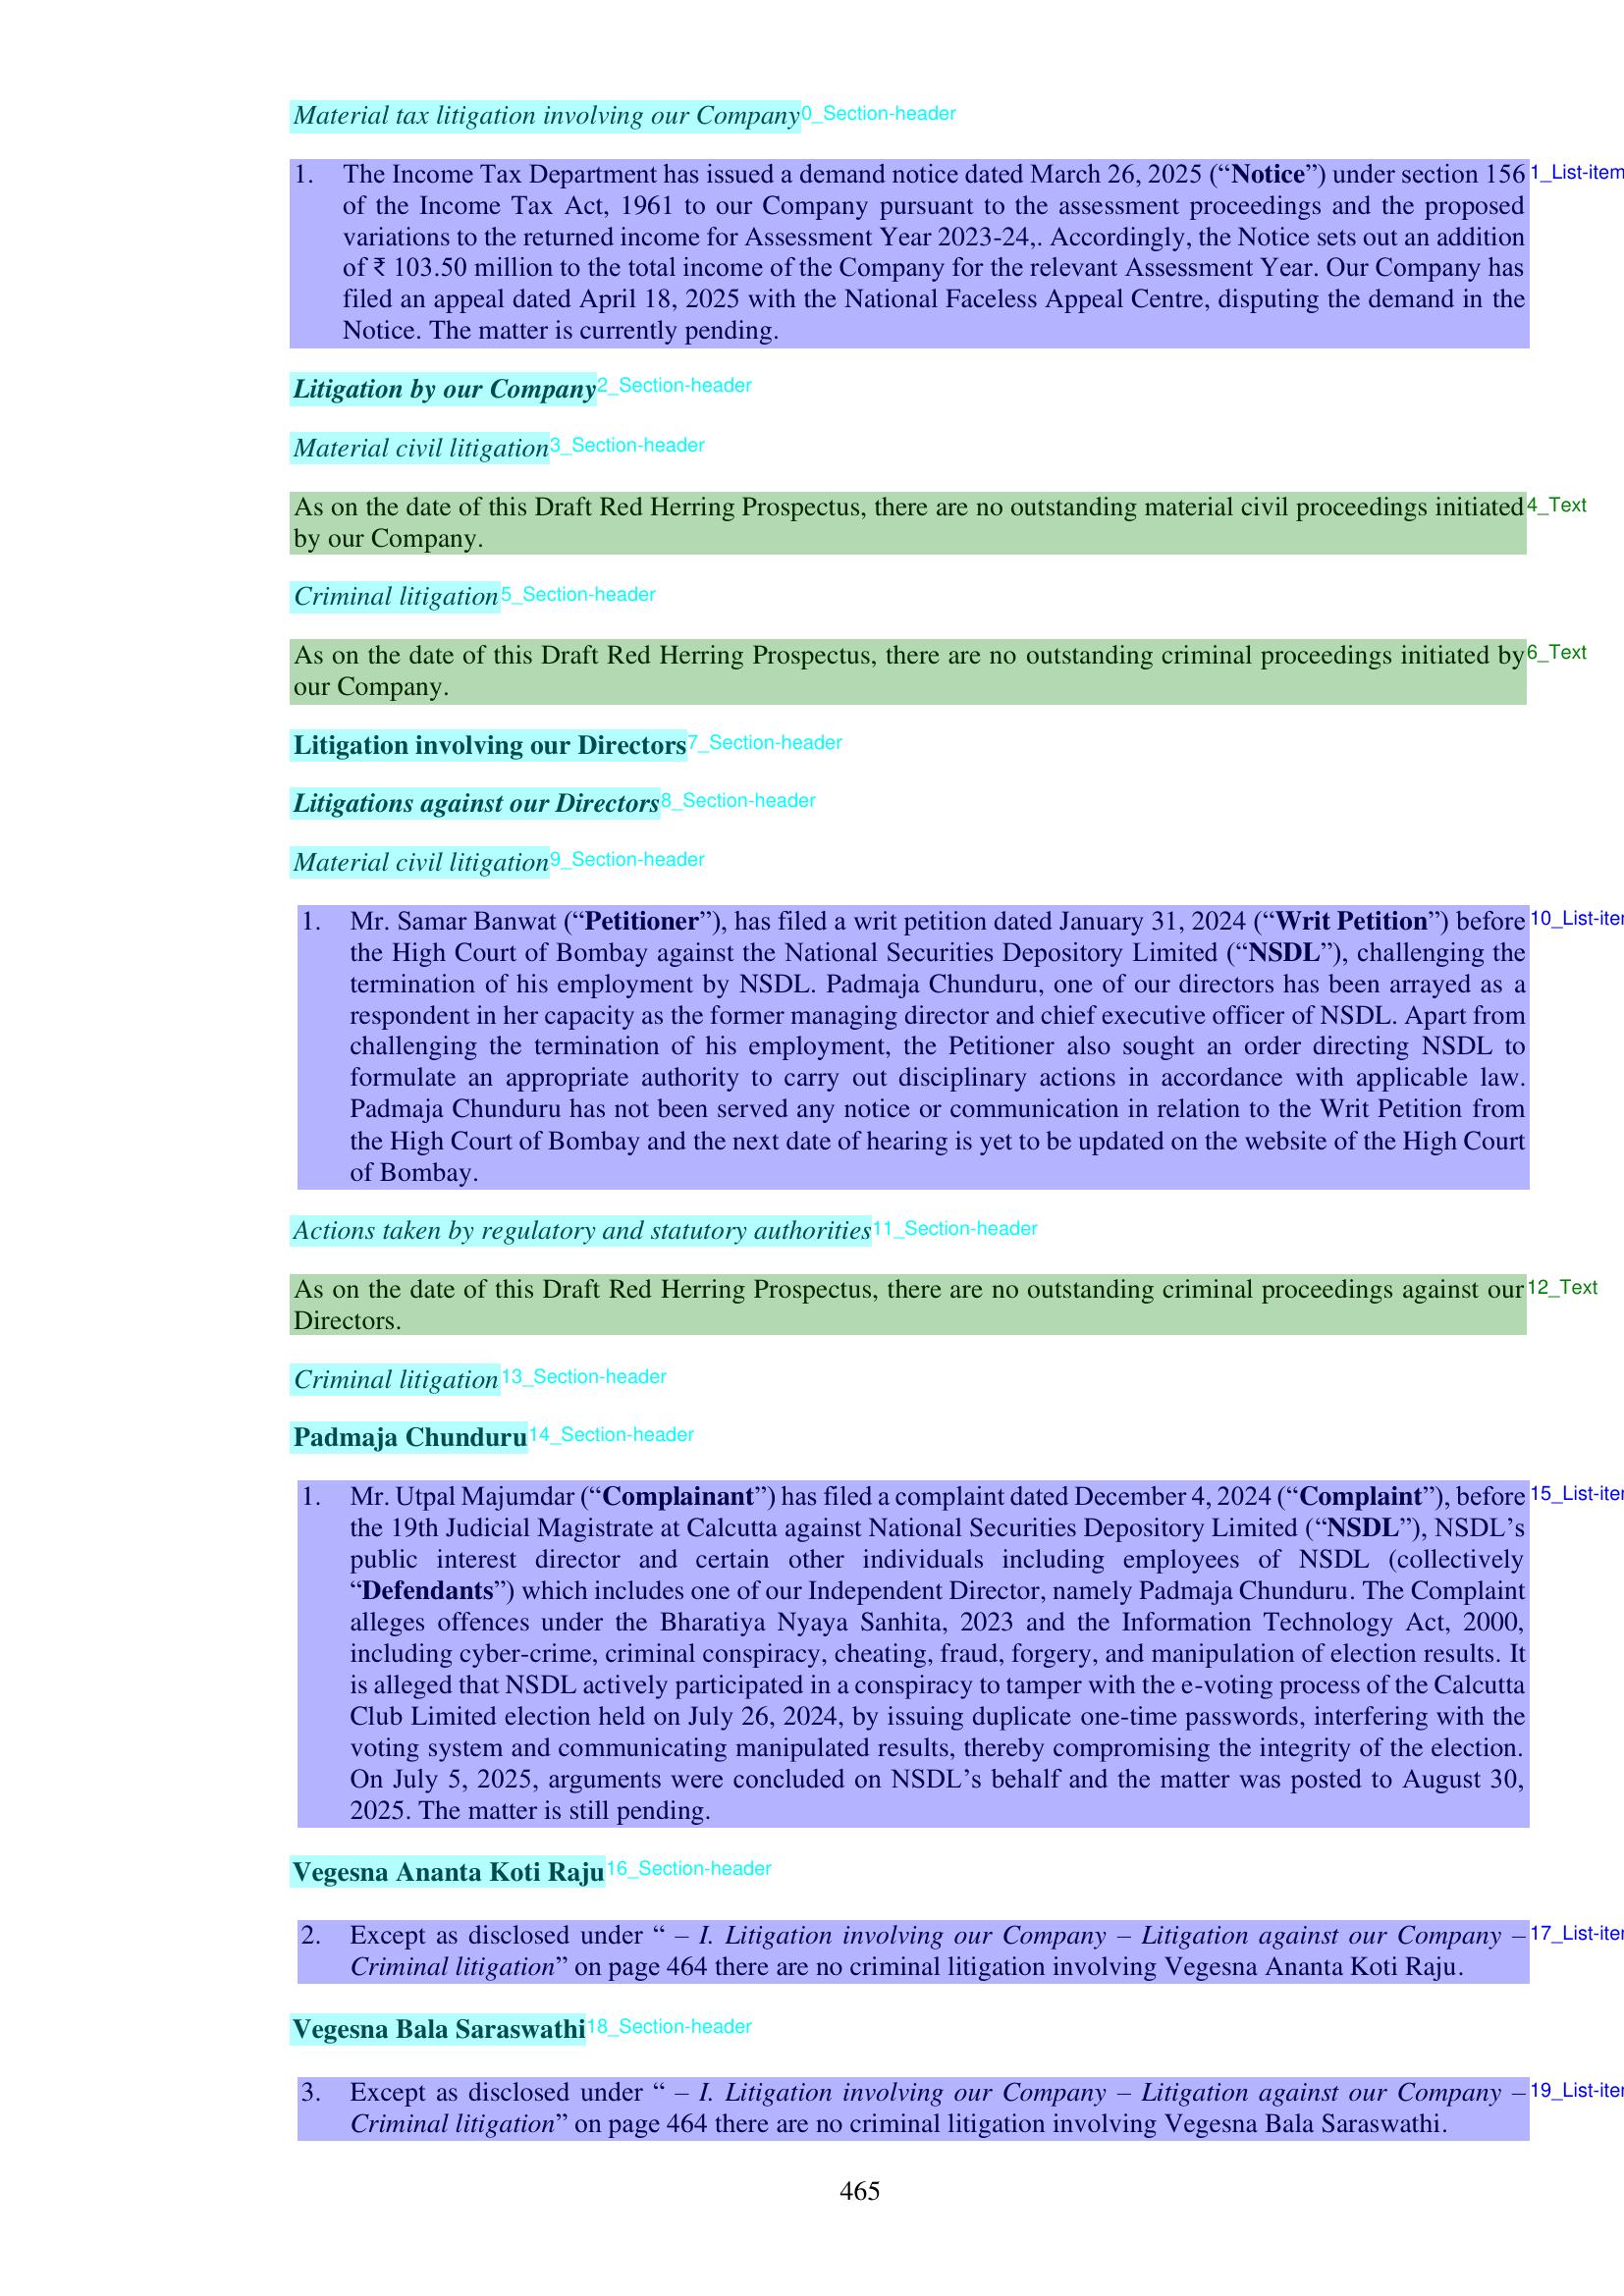 Material tax litigation involving our Company0_Section-header
1. The Income Tax Department has issued a demand notice dated March 26, 2025 (“Notice”) under section 156 1_List-item
of the Income Tax Act, 1961 to our Company pursuant to the assessment proceedings and the proposed
variations to the returned income for Assessment Year 2023-24,. Accordingly, the Notice sets out an addition
of ₹ 103.50 million to the total income of the Company for the relevant Assessment Year. Our Company has
filed an appeal dated April 18, 2025 with the National Faceless Appeal Centre, disputing the demand in the
Notice. The matter is currently pending.
Litigation by our Company2_Section-header
Material civil litigation3_Section-header
As on the date of this Draft Red Herring Prospectus, there are no outstanding material civil proceedings initiated 4_Text
by our Company.
Criminal litigation5_Section-header
As on the date of this Draft Red Herring Prospectus, there are no outstanding criminal proceedings initiated by 6_Text
our Company.
Litigation involving our Directors7_Section-header
Litigations against our Directors8_Section-header
Material civil litigation9_Section-header
1. Mr. Samar Banwat (“Petitioner”), has filed a writ petition dated January 31, 2024 (“Writ Petition”) before 10_List-iter
the High Court of Bombay against the National Securities Depository Limited (“NSDL”), challenging the
termination of his employment by NSDL. Padmaja Chunduru, one of our directors has been arrayed as a
respondent in her capacity as the former managing director and chief executive officer of NSDL. Apart from
challenging the termination of his employment, the Petitioner also sought an order directing NSDL to
formulate an appropriate authority to carry out disciplinary actions in accordance with applicable law.
Padmaja Chunduru has not been served any notice or communication in relation to the Writ Petition from
the High Court of Bombay and the next date of hearing is yet to be updated on the website of the High Court
of Bombay.
Actions taken by regulatory and statutory authorities11_Section-header
As on the date of this Draft Red Herring Prospectus, there are no outstanding criminal proceedings against our 12_Text
Directors.
Criminal litigation13_Section-header
Padmaja Chunduru14_Section-header
1. Mr. Utpal Majumdar (“Complainant”) has filed a complaint dated December 4, 2024 (“Complaint”), before 15_List-iter
the 19th Judicial Magistrate at Calcutta against National Securities Depository Limited (“NSDL”), NSDL’s
public interest director and certain other individuals including employees of NSDL (collectively
“Defendants”) which includes one of our Independent Director, namely Padmaja Chunduru. The Complaint
alleges offences under the Bharatiya Nyaya Sanhita, 2023 and the Information Technology Act, 2000,
including cyber-crime, criminal conspiracy, cheating, fraud, forgery, and manipulation of election results. It
is alleged that NSDL actively participated in a conspiracy to tamper with the e-voting process of the Calcutta
Club Limited election held on July 26, 2024, by issuing duplicate one-time passwords, interfering with the
voting system and communicating manipulated results, thereby compromising the integrity of the election.
On July 5, 2025, arguments were concluded on NSDL’s behalf and the matter was posted to August 30,
2025. The matter is still pending.
Vegesna Ananta Koti Raju16_Section-header
2. Except as disclosed under “ – I. Litigation involving our Company – Litigation against our Company – 17_List-iter
Criminal litigation” on page 464 there are no criminal litigation involving Vegesna Ananta Koti Raju.
Vegesna Bala Saraswathi18_Section-header
3. Except as disclosed under “ – I. Litigation involving our Company – Litigation against our Company – 19_List-iter
Criminal litigation” on page 464 there are no criminal litigation involving Vegesna Bala Saraswathi.
465